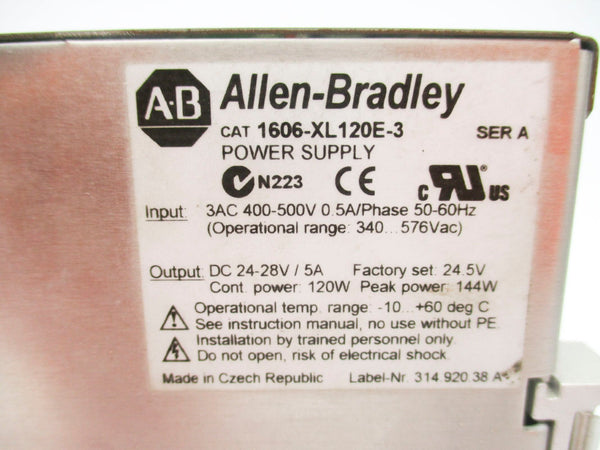 A-B Allen-Bradley
CAT 1606-XL120E-3 SER A
POWER SUPPLY
N223 CE c RU US
Input: 3AC 400-500V 0.5A/Phase 50-60Hz
(Operational range: 340...576Vac)
Output: DC 24-28V / 5A Factory set: 24.5V
Cont. power: 120W Peak power: 144W
Operational temp. range: -10...+60 deg C
See instruction manual, no use without PE.
Installation by trained personnel only.
Do not open, risk of electrical shock.
Made in Czech Republic Label-Nr. 314 920 38 A